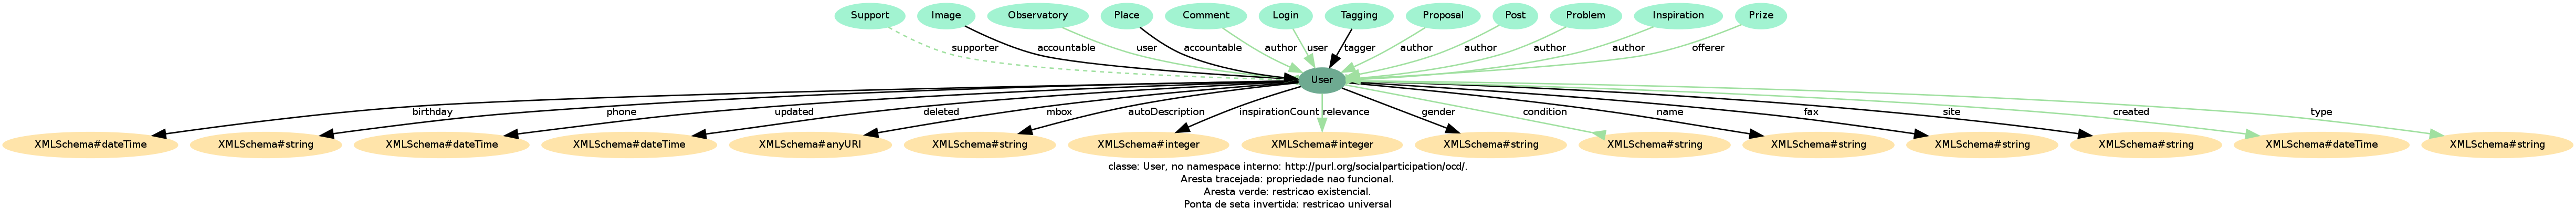 Support Image Observatory Place Comment Login Tagging Proposal Post Problem Inspiration Prize
supporter accountable user accountable author user tagger author author author author offerer
User
birthday phone updated deleted mbox autoDescription inspirationCount relevance gender condition name fax site created type
XMLSchema#dateTime XMLSchema#string XMLSchema#dateTime XMLSchema#dateTime XMLSchema#anyURI XMLSchema#string XMLSchema#integer XMLSchema#integer XMLSchema#string XMLSchema#string XMLSchema#string XMLSchema#string XMLSchema#string XMLSchema#dateTime XMLSchema#string
classe: User, no namespace interno: http://purl.org/socialparticipation/ocd/.
Aresta tracejada: propriedade nao funcional.
Aresta verde: restricao existencial.
Ponta de seta invertida: restricao universal